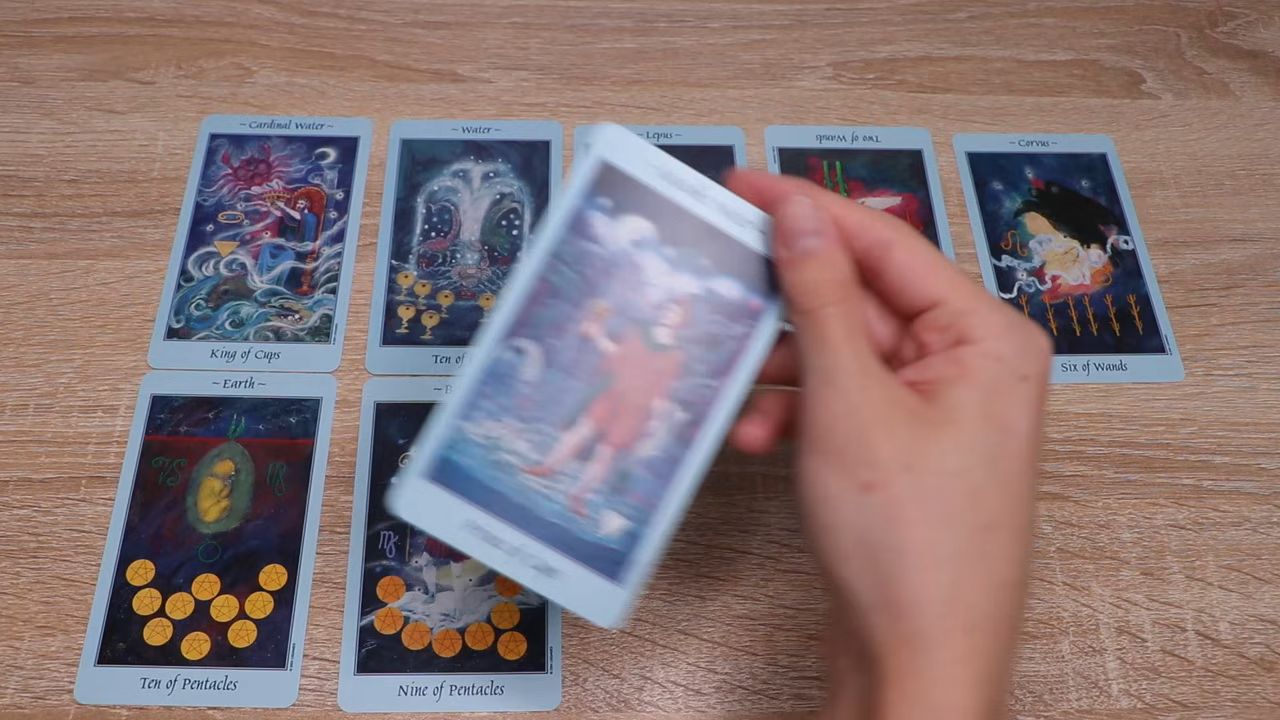 ~ Cardinal Water ~
~ Water ~
Lepus ~
Two of Wands
~ Corvus ~
King of Cups
Ten of
Six of Wands
~ Earth ~
Ten of Pentacles
Nine of Pentacles